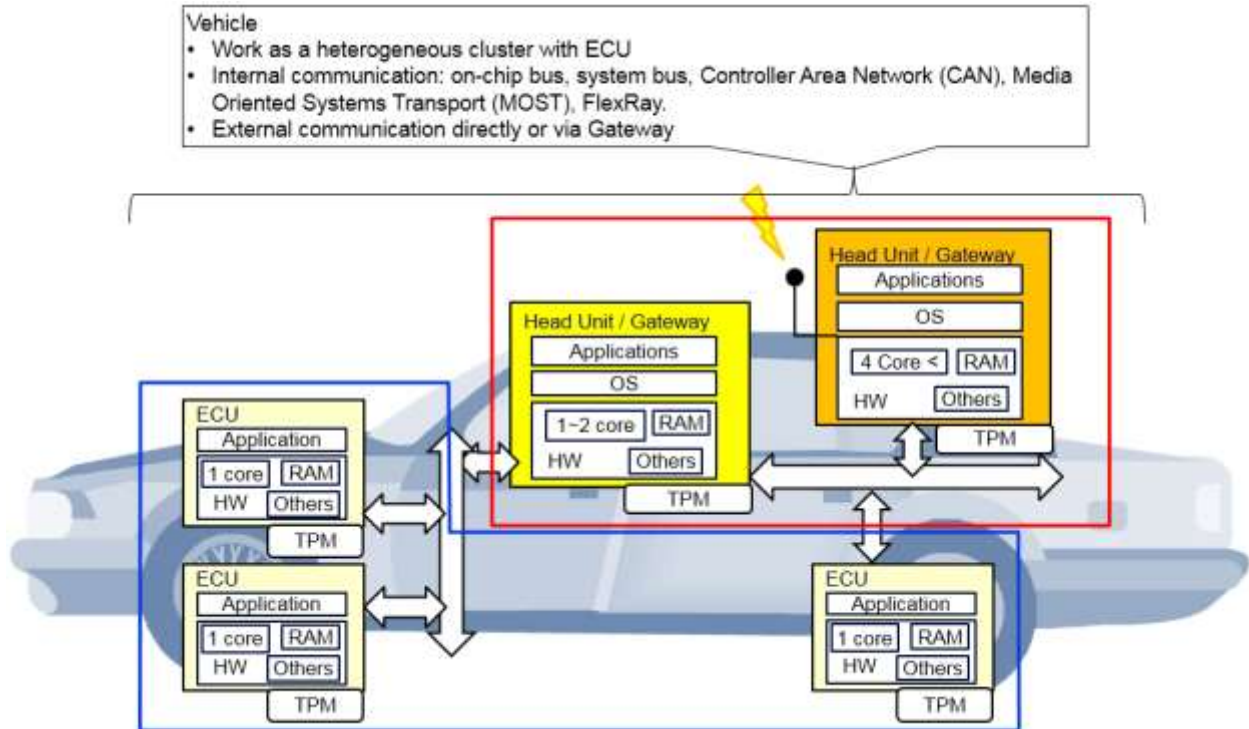 Vehicle
• Work as a heterogeneous cluster with ECU
• Internal communication: on-chip bus, system bus, Controller Area Network (CAN), Media
Oriented Systems Transport (MOST), FlexRay.
• External communication directly or via Gateway
Head Unit / Gateway
Applications
OS
4 Core <
RAM
HW
Others
TPM
Head Unit / Gateway
Applications
OS
1~2 core
RAM
HW
Others
TPM
ECU
Application
1 core
RAM
HW
Others
TPM
ECU
Application
1 core
RAM
HW
Others
TPM
ECU
Application
1 core
RAM
HW
Others
TPM